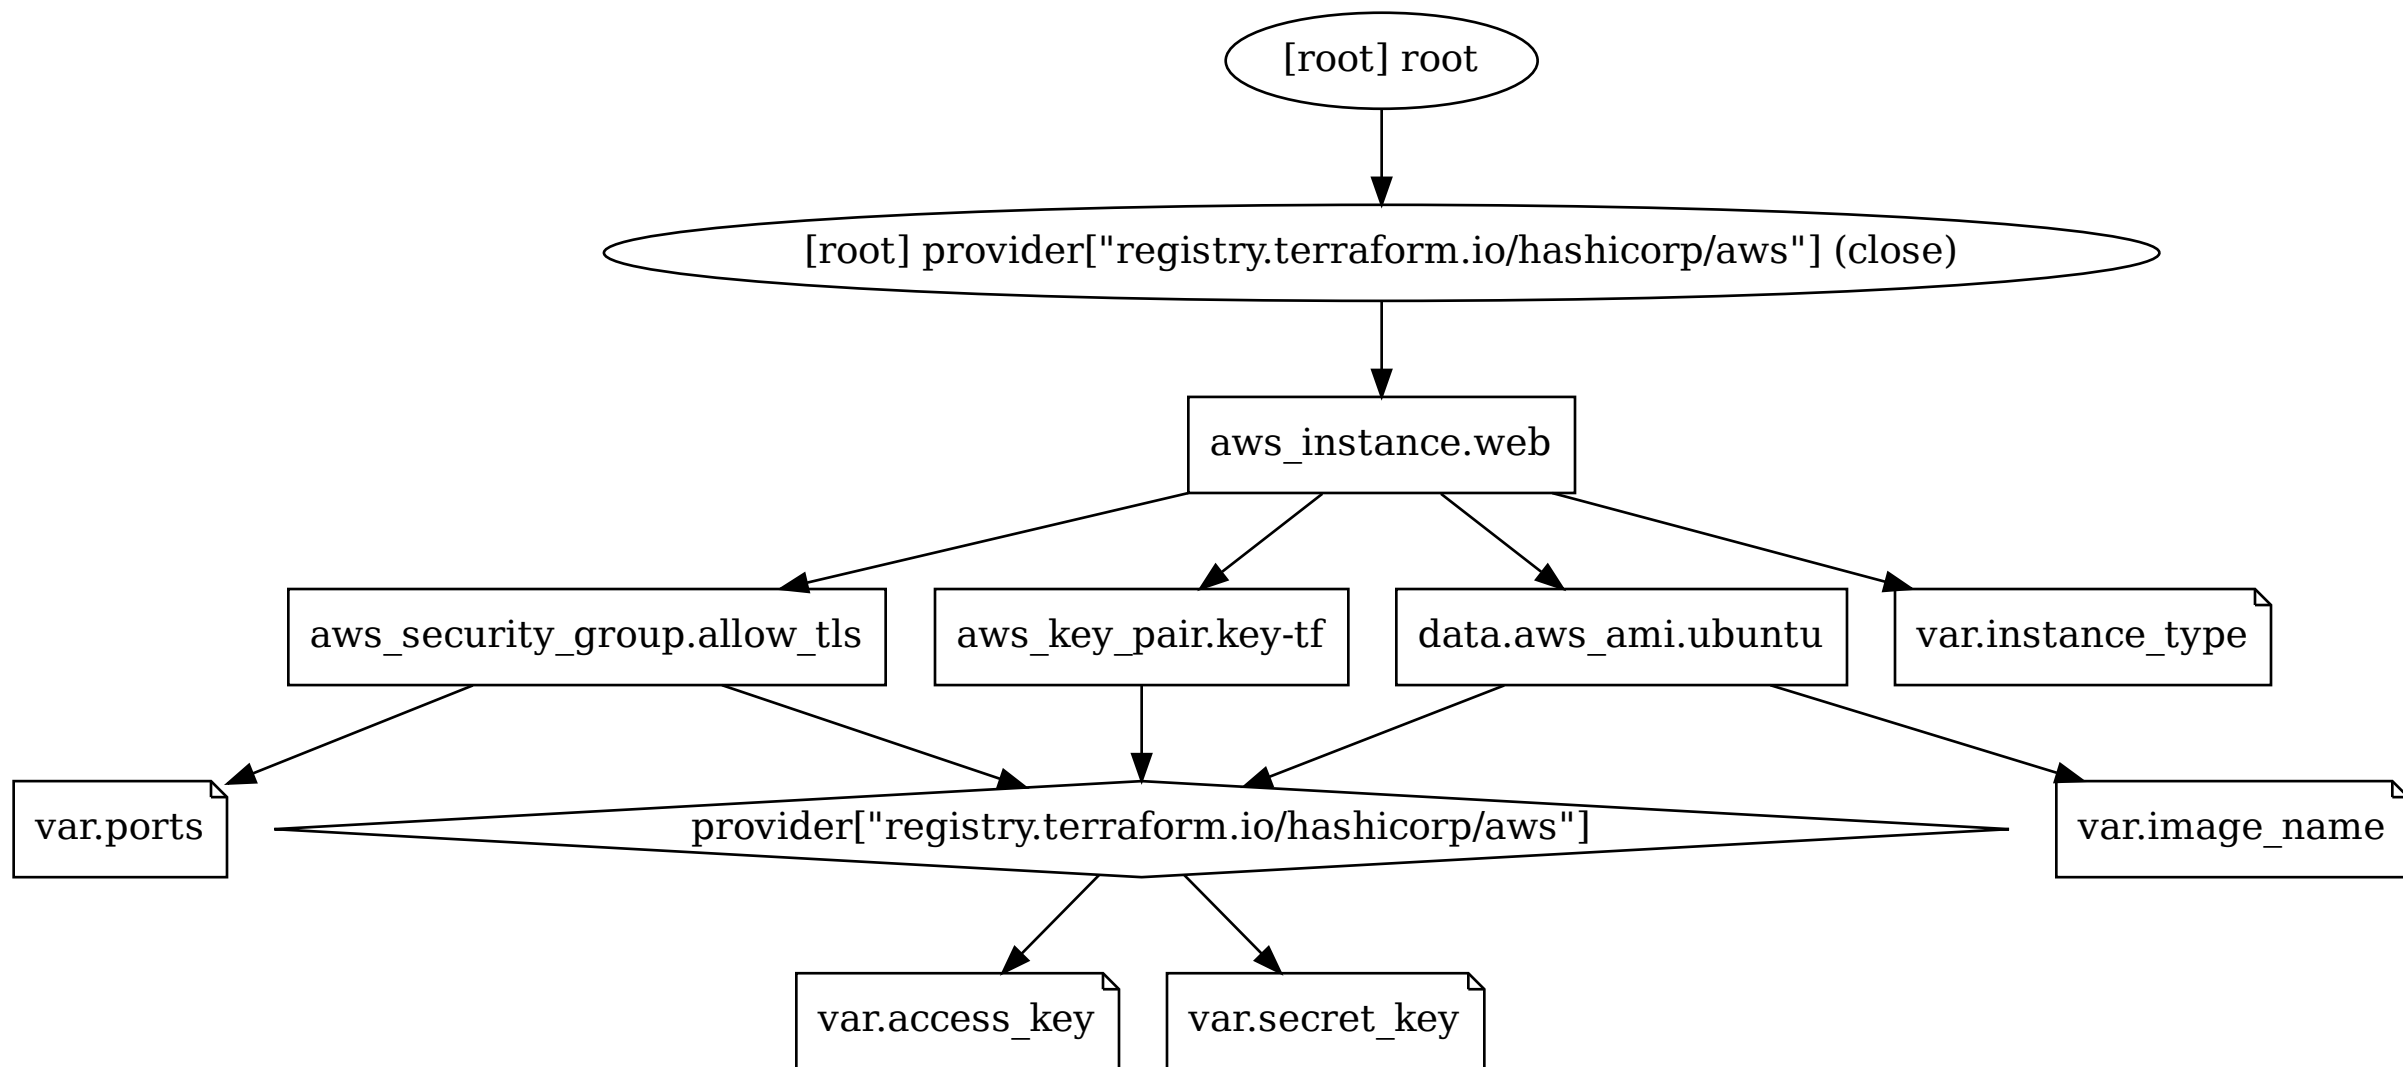 [root] root
[root] provider["registry.terraform.io/hashicorp/aws"] (close)
aws_instance.web
aws_security_group.allow_tls
aws_key_pair.key-tf
data.aws_ami.ubuntu
var.instance_type
var.ports
provider["registry.terraform.io/hashicorp/aws"]
var.image_name
var.access_key
var.secret_key